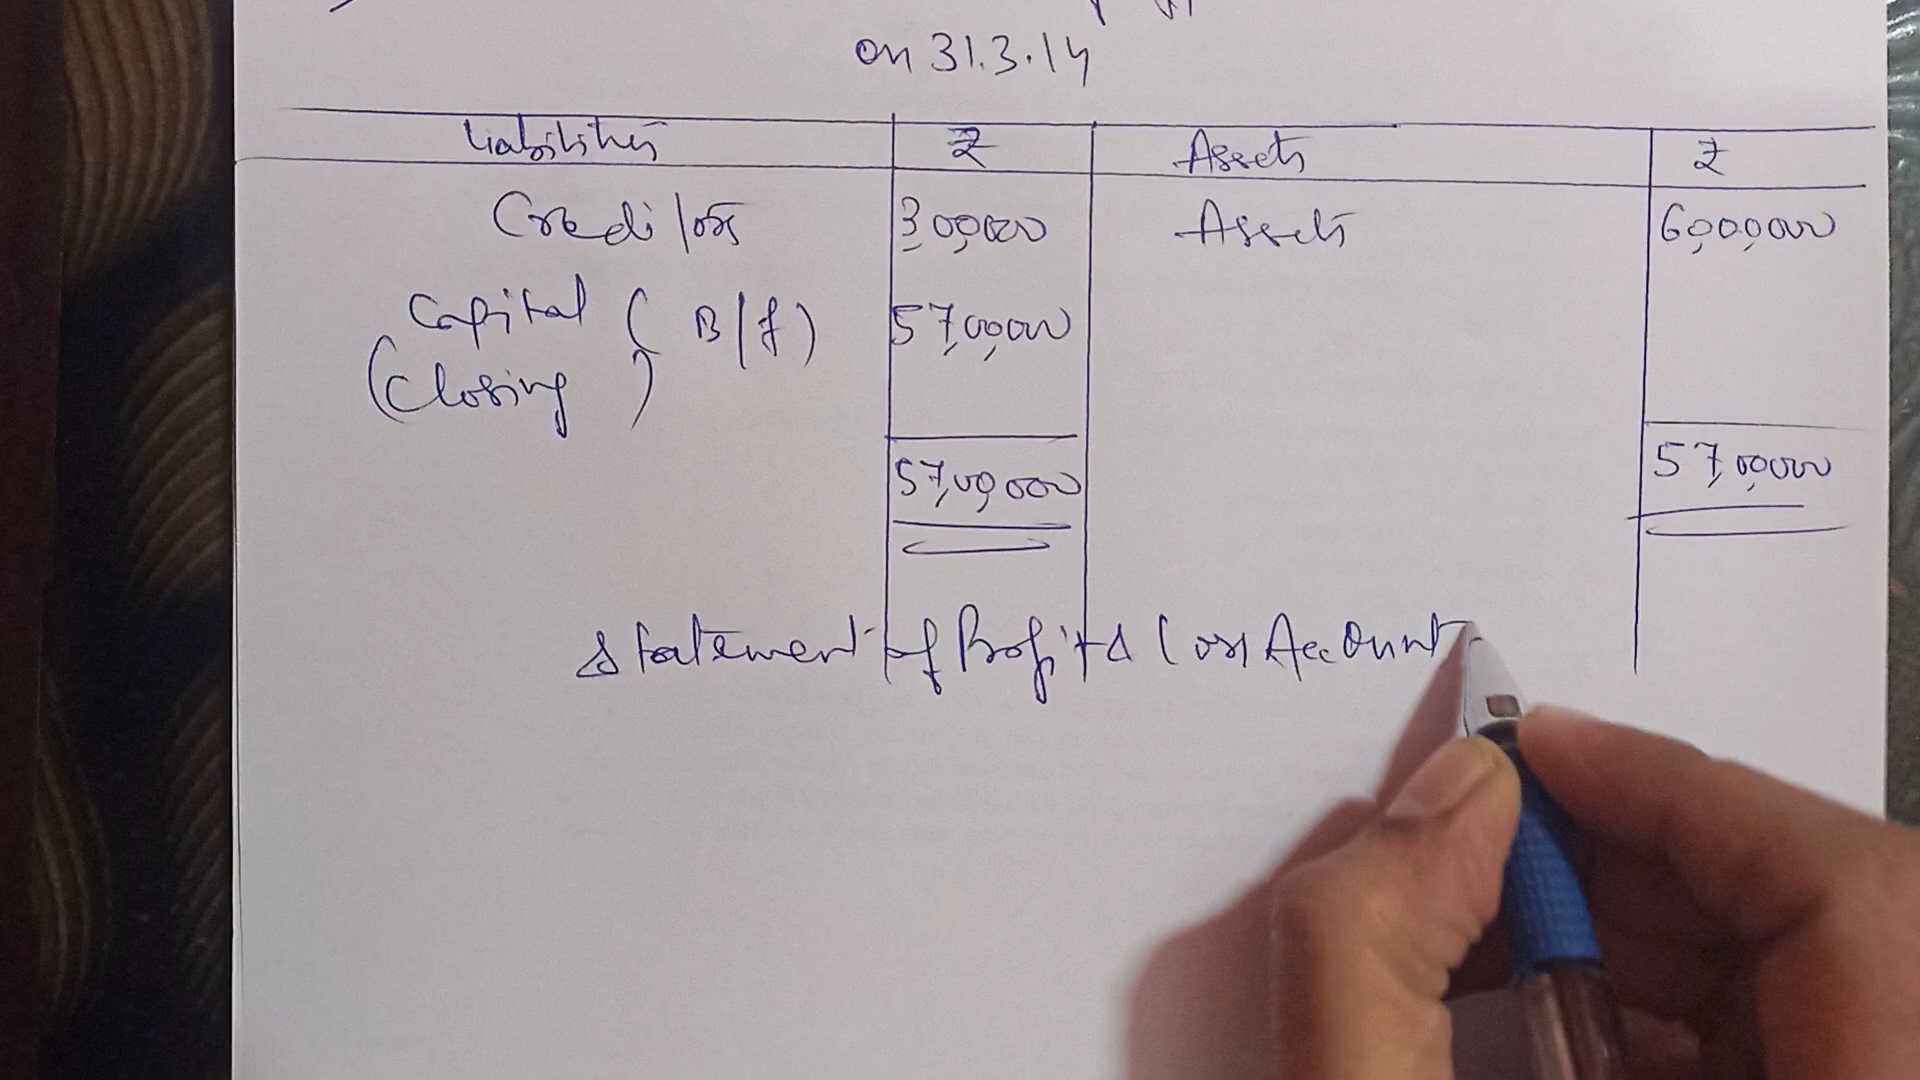 on 31.3.14
Liabilities ₹ Assets ₹
Creditors 3,00,000 Assets 6,00,000
Capital ( B/f) 57,00,000
(Closing )
57,00,000 57,00,000
Statement of Profit & Loss Account